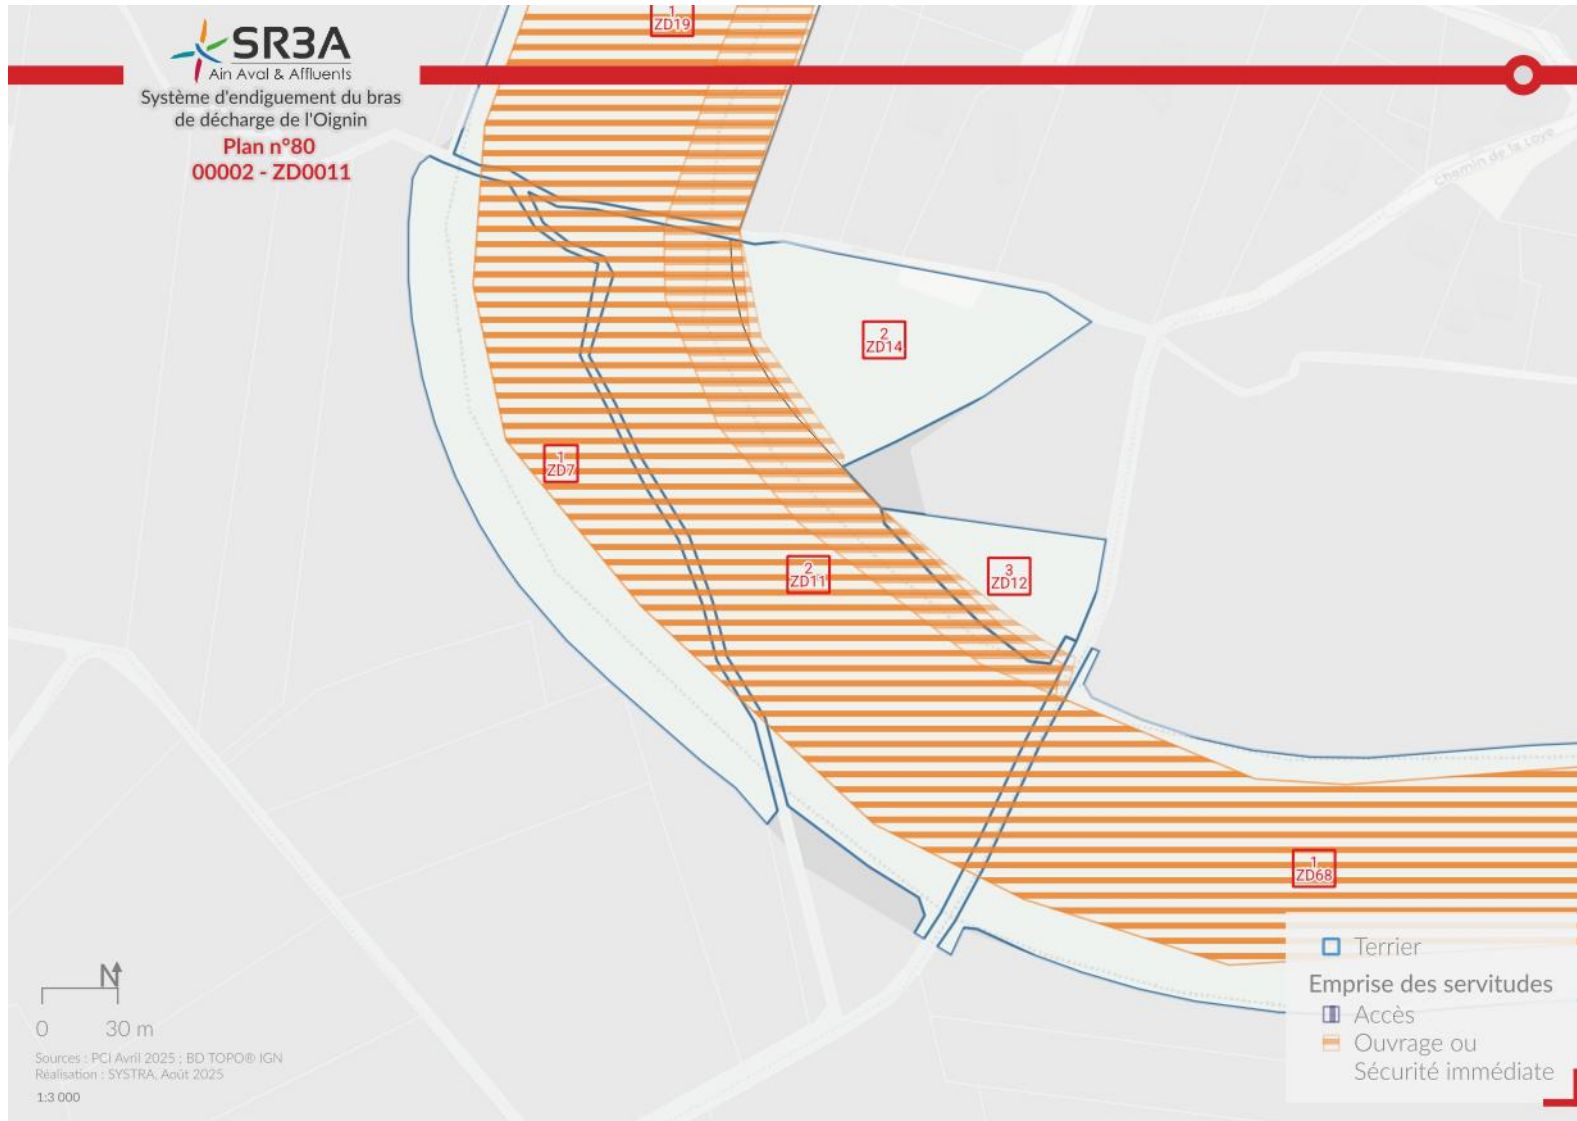 1
ZD19
SR3A
Ain Aval & Affluents
Système d'endiguement du bras
de décharge de l'Oignin
Plan n°80
00002 - ZD0011
Chemin de la Loye
2
ZD14
1
ZD7
2
ZD11
3
ZD12
1
ZD68
Terrier
Emprise des servitudes
Accès
Ouvrage ou
Sécurité immédiate
N
0 30 m
Sources : PCI Avril 2025 ; BD TOPO® IGN
Réalisation : SYSTRA, Août 2025
1:3 000